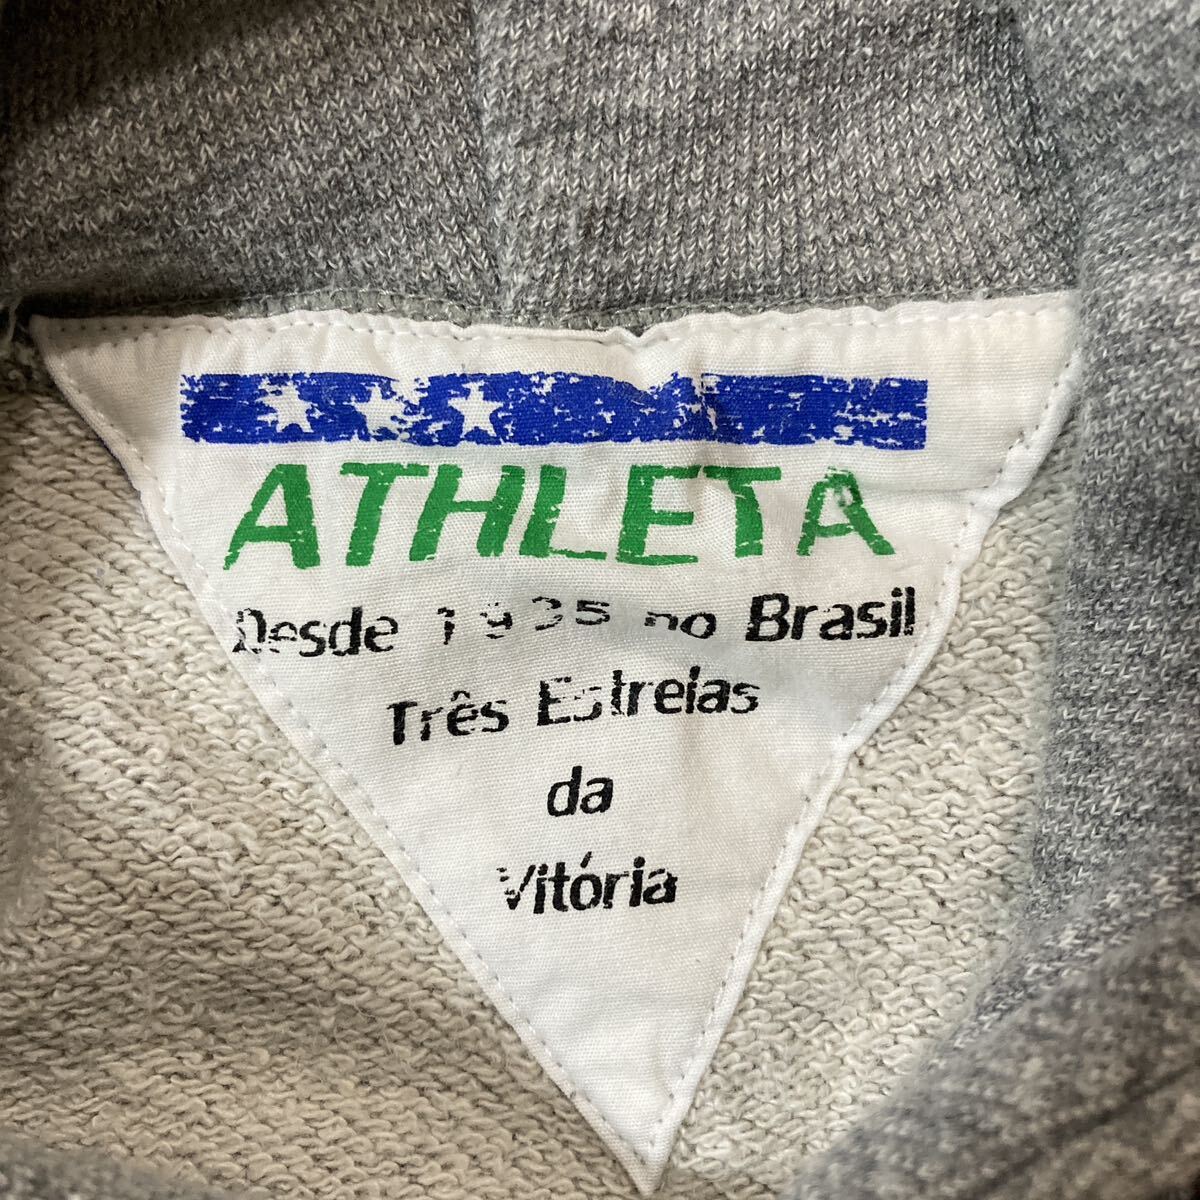 ATHLETA
Desde 1935 no Brasil
Três Estrelas
da
Vitória